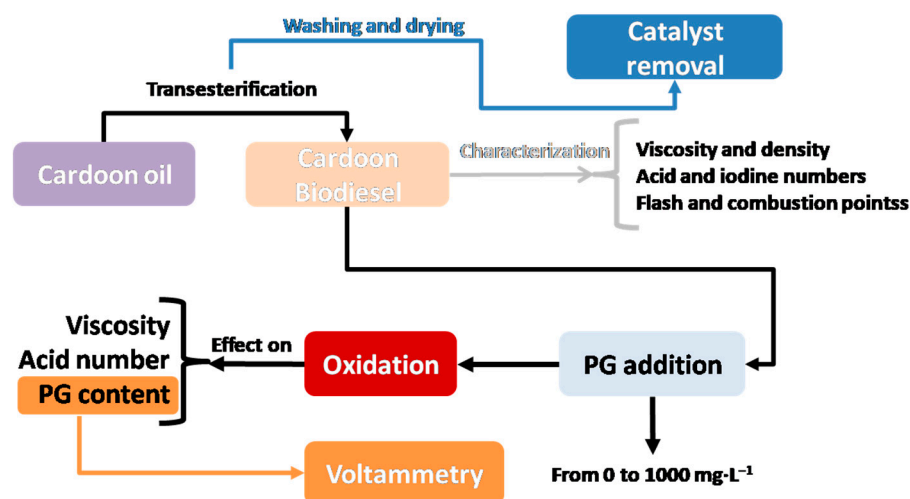 Washing and drying
Catalyst
removal
Transesterification
Cardoon oil
Cardoon
Biodiesel
Characterization
Viscosity and density
Acid and iodine numbers
Flash and combustion pointss
Viscosity
Acid number
PG content
Effect on
Oxidation
PG addition
Voltammetry
From 0 to 1000 mg·L⁻¹